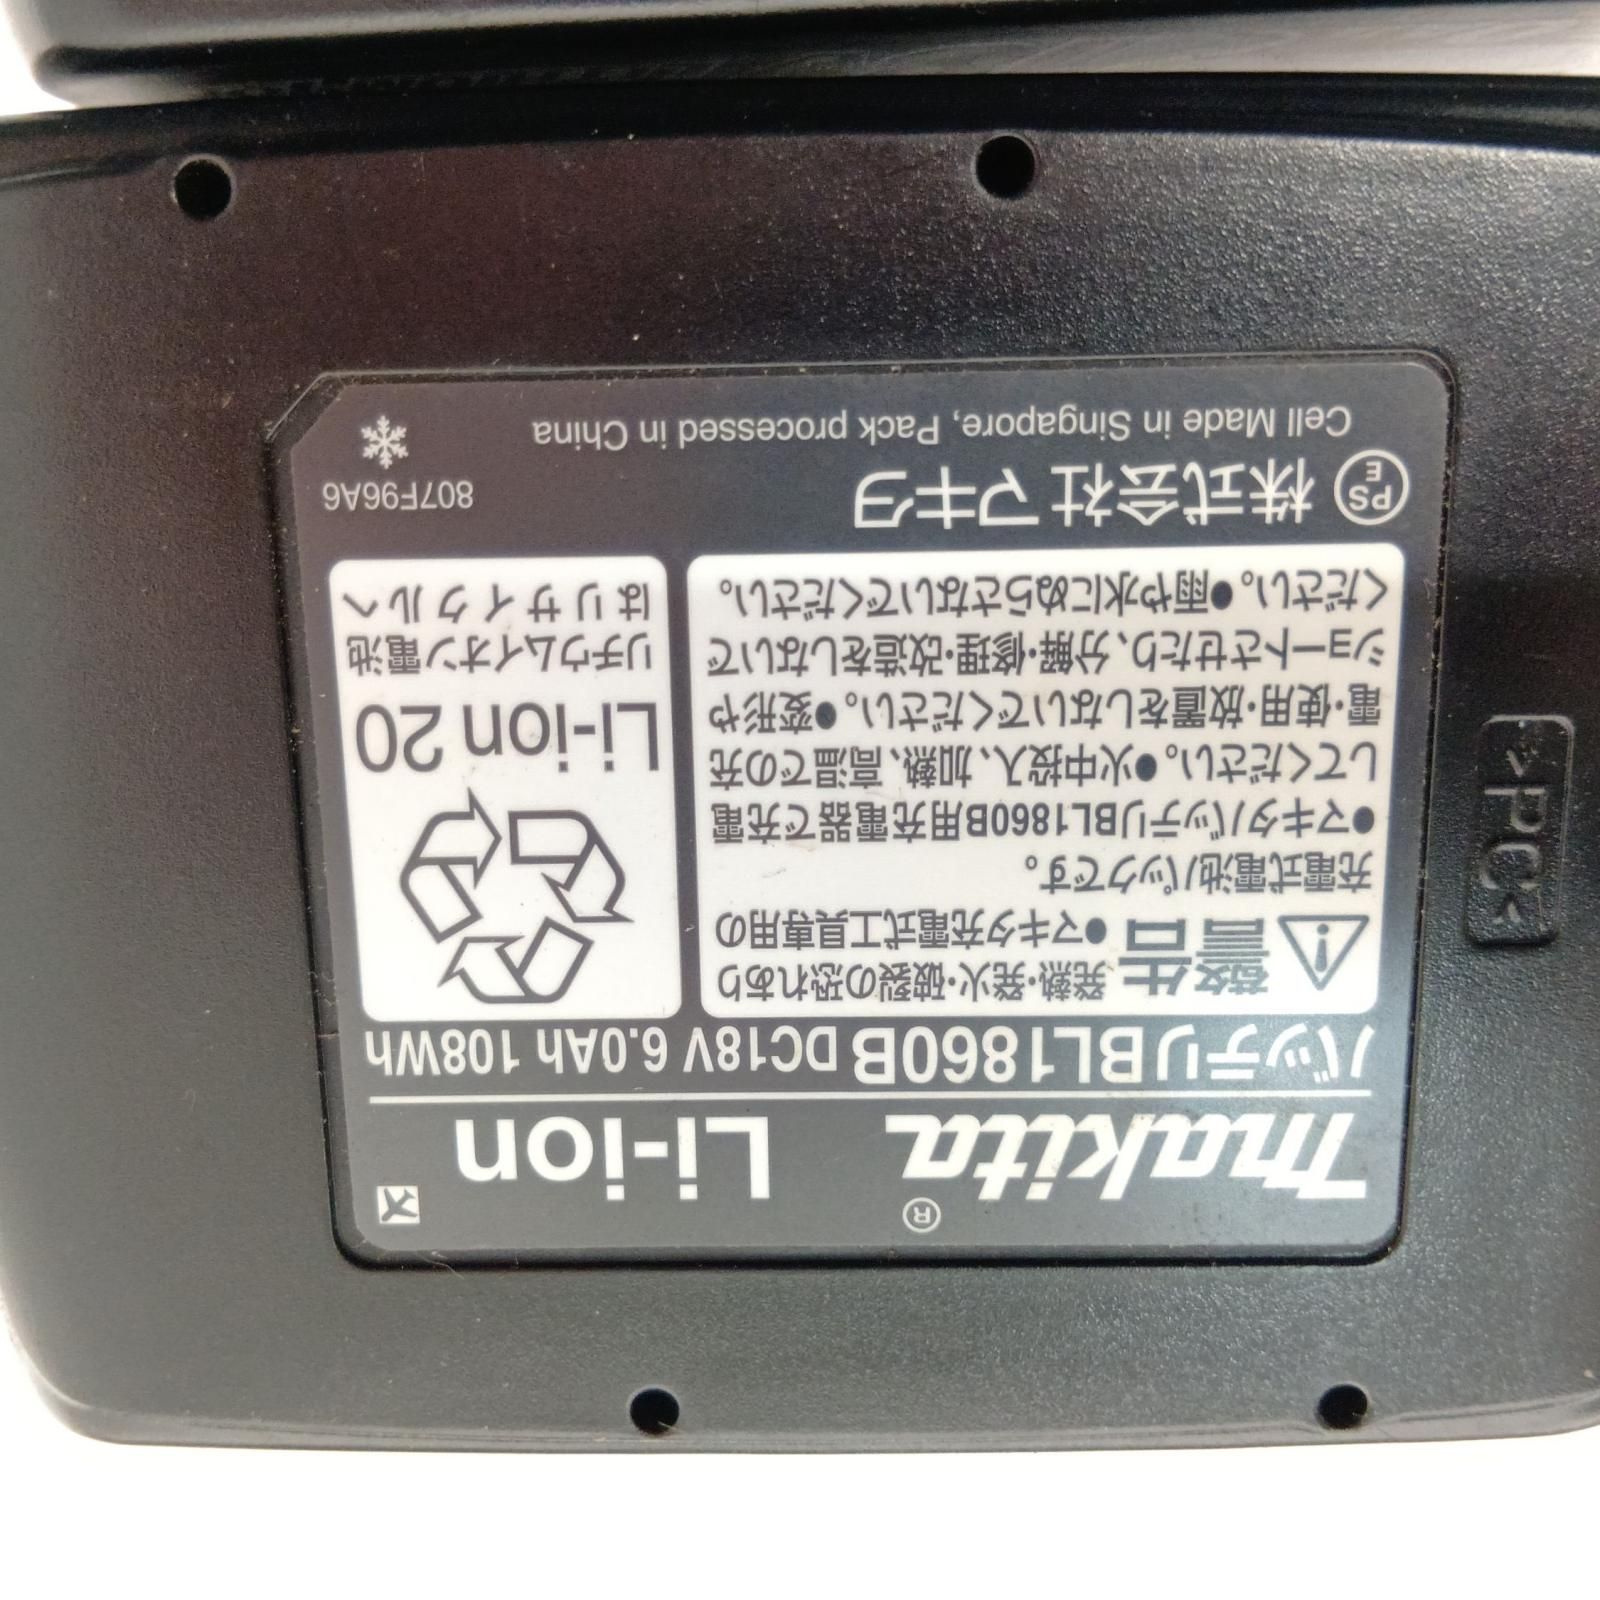 makita® Li-ion
バッテリBL1860B DC18V 6.0Ah 108Wh
警告 発熱・発火・破裂の恐れあり
●マキタ充電式工具専用の
充電式電池パックです。
●マキタバッテリBL1860B用充電器で充電
してください。●火中投入、加熱、高温での充
電・使用・放置をしないでください。●変形や
ショートさせたり、分解・修理・改造をしないで
ください。●雨や水にぬらさないでください。
Li-ion 20
リチウムイオン電池
はリサイクルへ
PS
E
株式会社マキタ
807F96A6
Cell Made in Singapore, Pack processed in China
>PC<